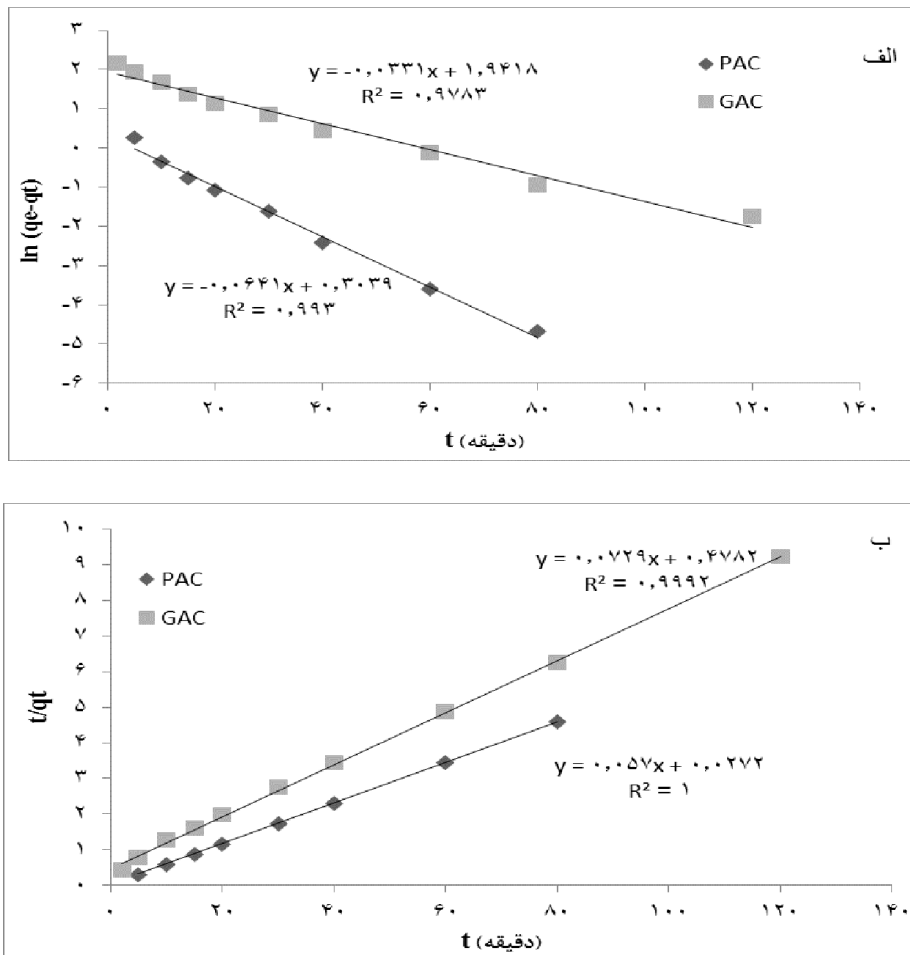 الف
PAC
GAC
y = -۰,۰۳۳۱x + ۱,۹۴۱۸
R² = ۰,۹۷۸۳
y = -۰,۰۶۴۱x + ۰,۳۰۳۹
R² = ۰,۹۹۳
ln (qe-qt)
۳
۲
۱
۰
-۱
-۲
-۳
-۴
-۵
-۶
۰ ۲۰ ۴۰ ۶۰ ۸۰ ۱۰۰ ۱۲۰ ۱۴۰
t (دقیقه)
ب
PAC
GAC
y = ۰,۰۷۲۹x + ۰,۴۷۸۲
R² = ۰,۹۹۹۲
y = ۰,۰۵۷x + ۰,۰۲۷۲
R² = ۱
t/qt
۱۰
۹
۸
۷
۶
۵
۴
۳
۲
۱
۰
۰ ۲۰ ۴۰ ۶۰ ۸۰ ۱۰۰ ۱۲۰ ۱۴۰
t (دقیقه)